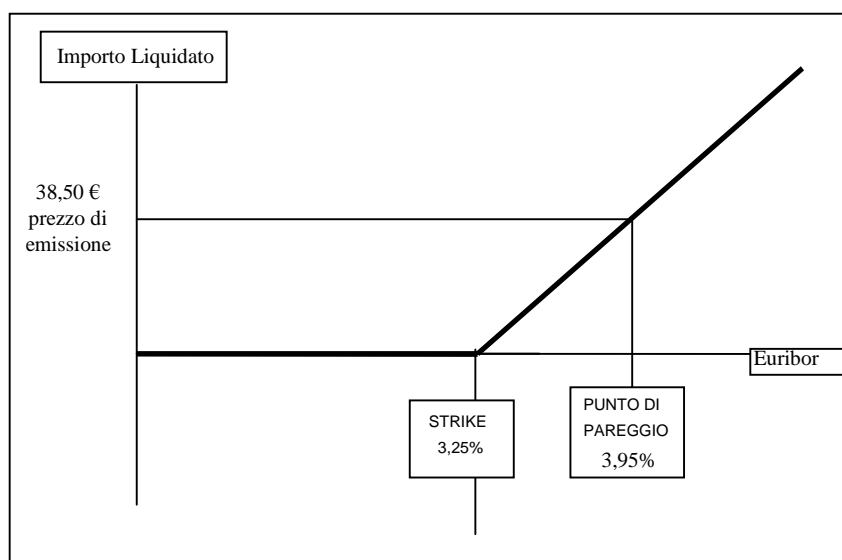 Importo Liquidato
38,50 €
prezzo di
emissione
Euribor
STRIKE
3,25%
PUNTO DI
PAREGGIO
3,95%